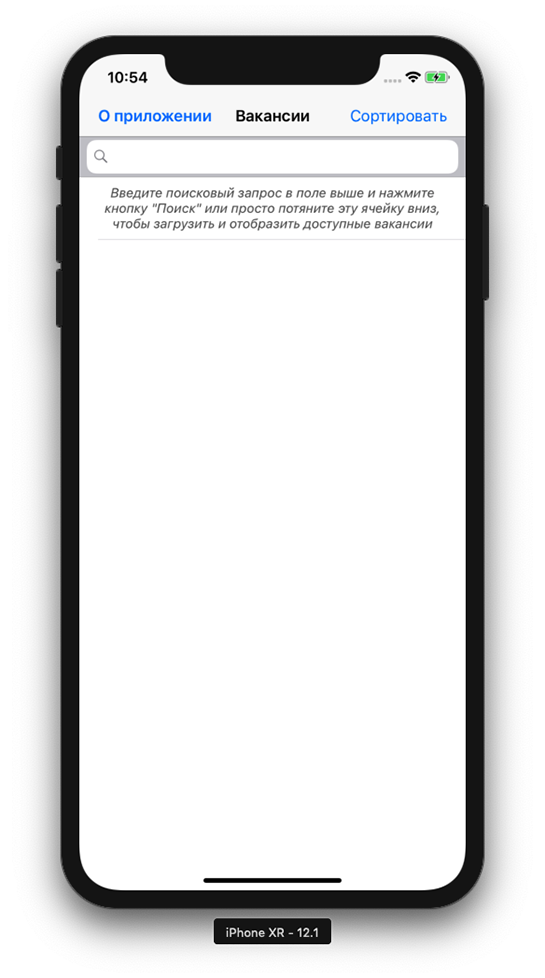 10:54
О приложении Вакансии Сортировать
Введите поисковый запрос в поле выше и нажмите
кнопку "Поиск" или просто потяните эту ячейку вниз,
чтобы загрузить и отобразить доступные вакансии
iPhone XR - 12.1